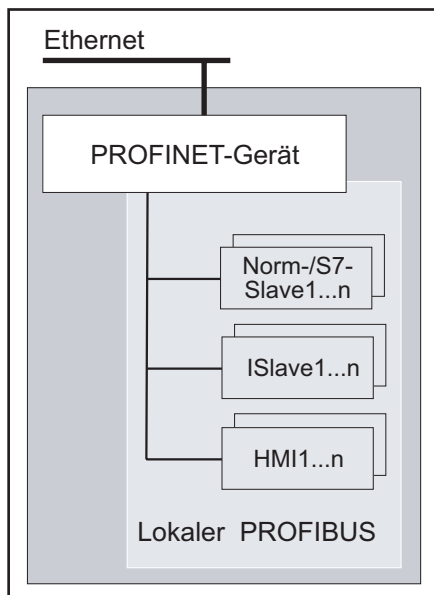 Ethernet
PROFINET-Gerät
Norm-/S7-
Slave1...n
ISlave1...n
HMI1...n
Lokaler PROFIBUS